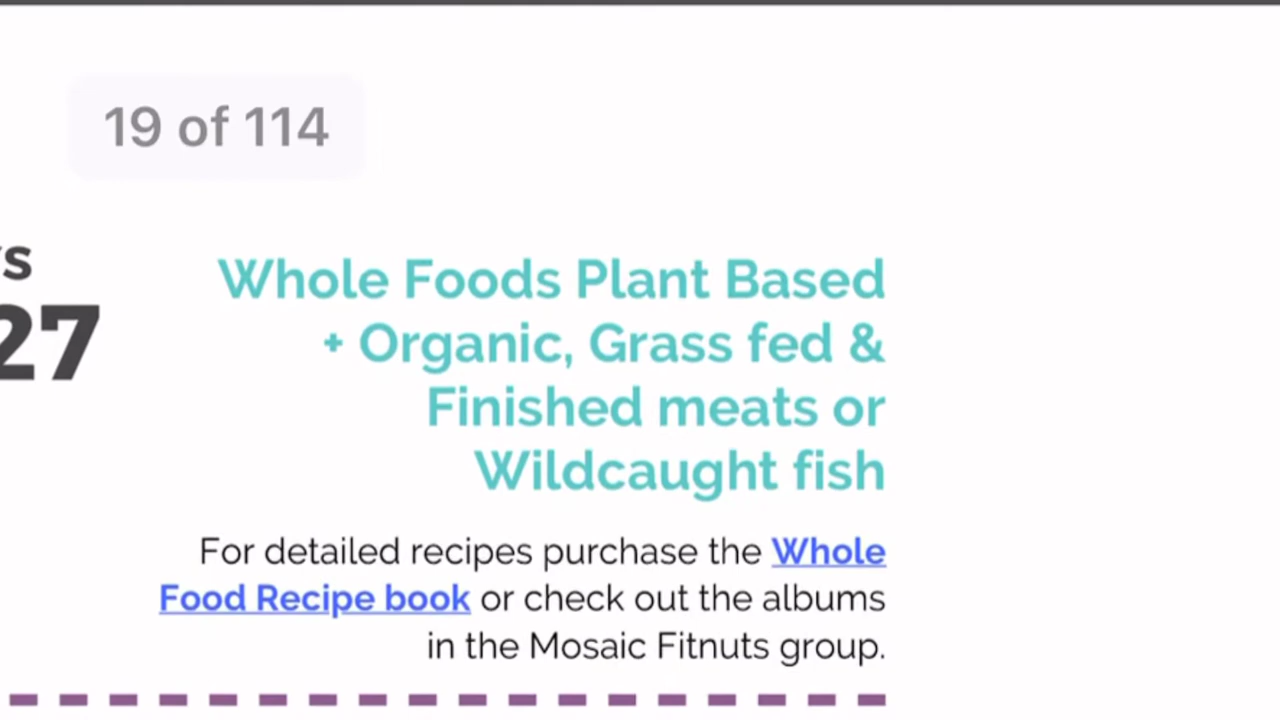 19 of 114
27
Whole Foods Plant Based
+ Organic, Grass fed &
Finished meats or
Wildcaught fish
For detailed recipes purchase the Whole
Food Recipe book or check out the albums
in the Mosaic Fitnuts group.